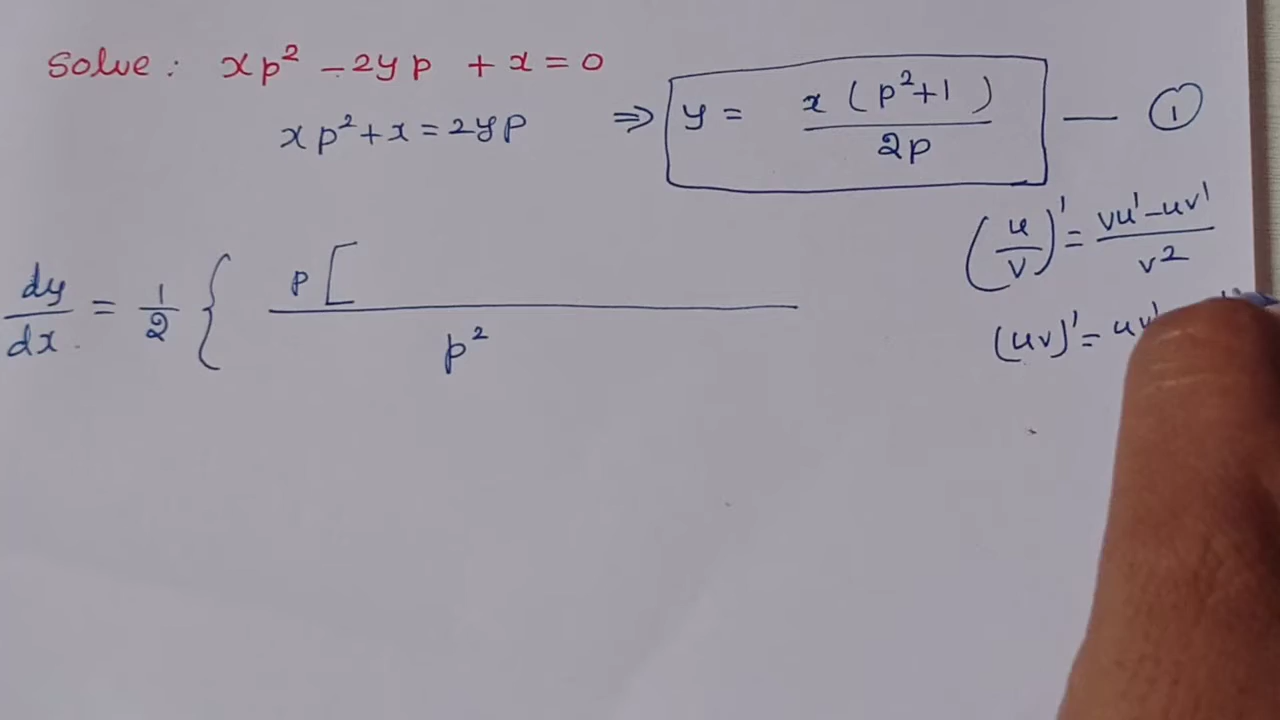 Solve : xp² - 2yp + x = 0
xp² + x = 2yp ⇒ y = x(p²+1)/2p — ①
(u/v)' = (vu' - uv')/v²
dy/dx = 1/2 { p[ / p²
(uv)' = uv'